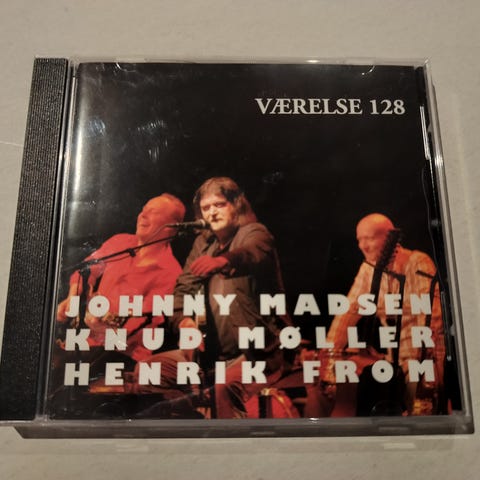 VÆRELSE 128
JOHNNY MADSEN
KNUD MØLLER
HENRIK FROM